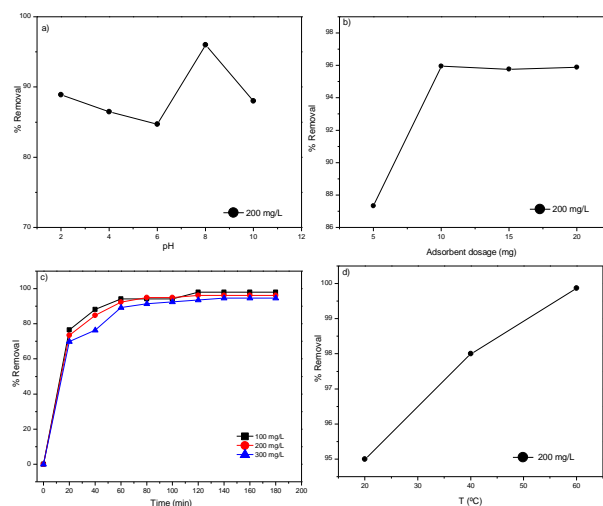 a)
100
90
80
70
% Removal
2 4 6 8 10 12
pH
200 mg/L
b)
98
96
94
92
90
88
86
% Removal
5 10 15 20
Adsorbent dosage (mg)
200 mg/L
c)
100
80
60
40
20
0
% Removal
0 20 40 60 80 100 120 140 160 180 200
Time (min)
100 mg/L
200 mg/L
300 mg/L
d)
100
99
98
97
96
95
% Removal
20 30 40 50 60
T (ºC)
200 mg/L